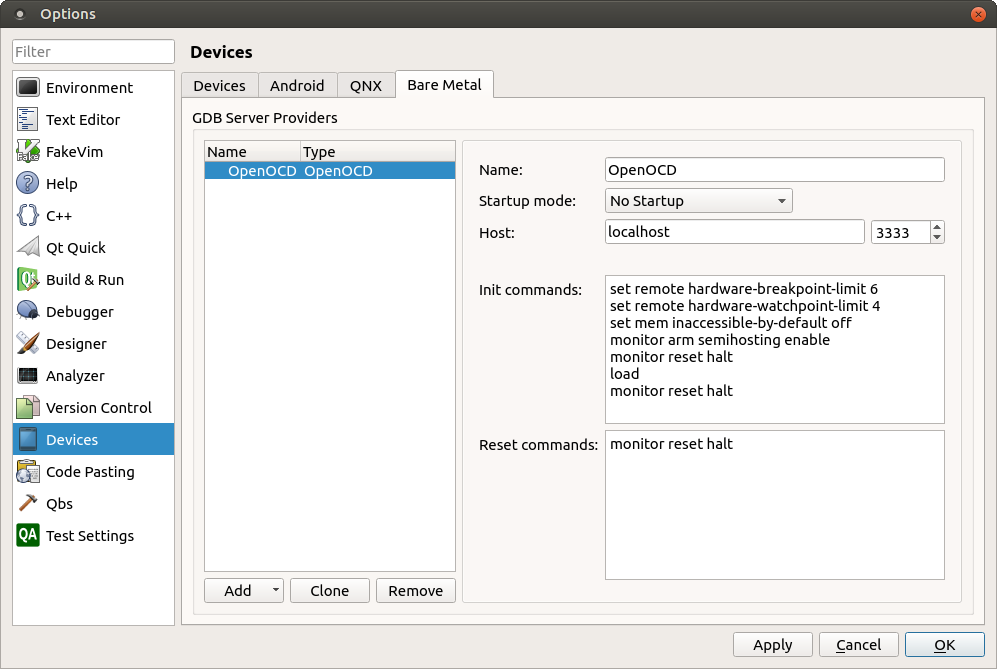 Options
Filter
Environment
Text Editor
FakeVim
Help
C++
Qt Quick
Build & Run
Debugger
Designer
Analyzer
Version Control
Devices
Code Pasting
Qbs
QA Test Settings
Devices
Devices Android QNX Bare Metal
GDB Server Providers
Name Type
OpenOCD OpenOCD
Add Clone Remove
Name: OpenOCD
Startup mode: No Startup
Host: localhost 3333
Init commands: set remote hardware-breakpoint-limit 6
set remote hardware-watchpoint-limit 4
set mem inaccessible-by-default off
monitor arm semihosting enable
monitor reset halt
load
monitor reset halt
Reset commands: monitor reset halt
Apply Cancel OK